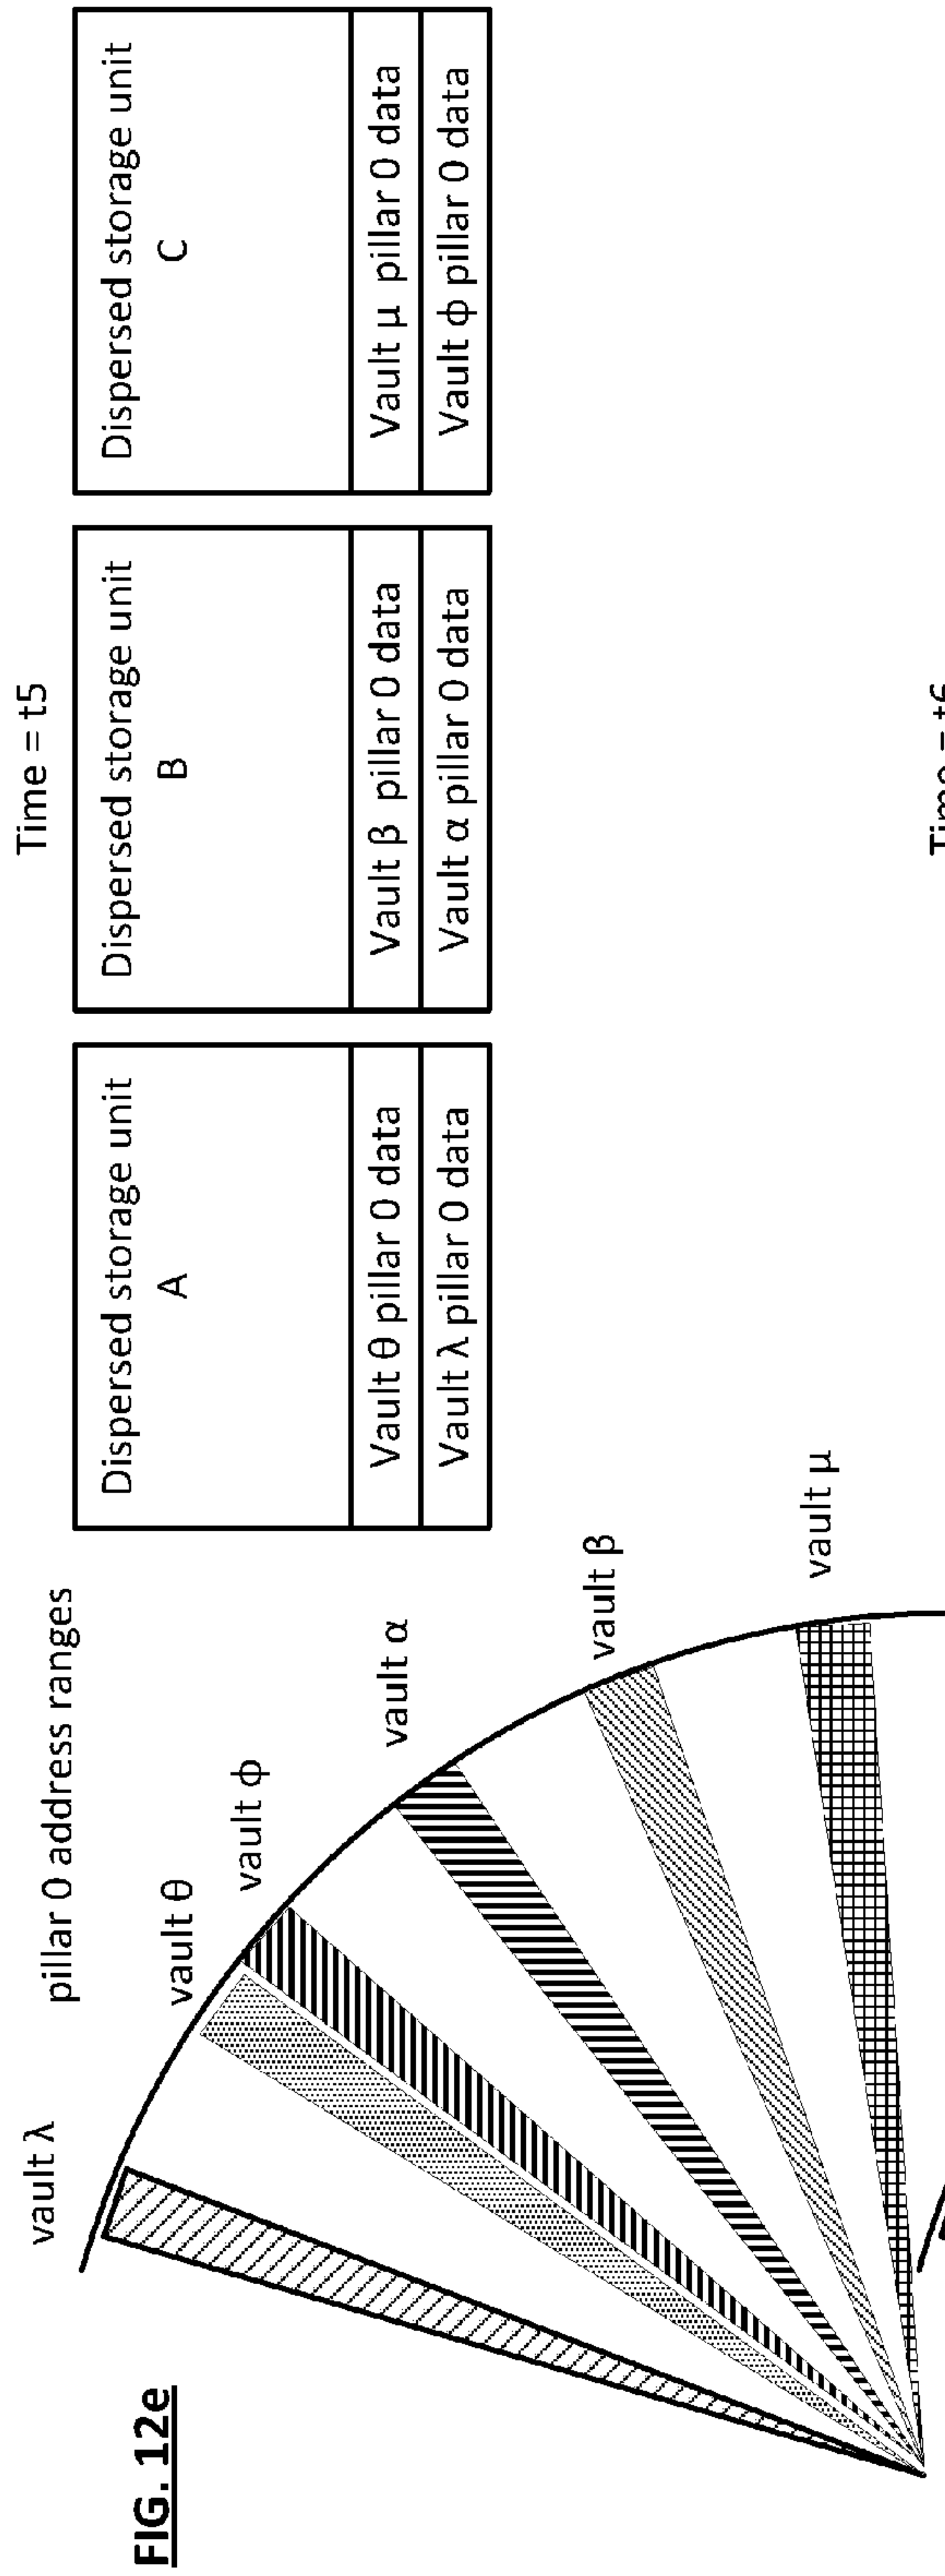 FIG. 12e
Time = t5
pillar 0 address ranges
vault λ
vault θ
vault ϕ
vault α
vault β
vault μ
Dispersed storage unit
A
Vault θ pillar 0 data
Vault λ pillar 0 data
Dispersed storage unit
B
Vault β pillar 0 data
Vault α pillar 0 data
Dispersed storage unit
C
Vault μ pillar 0 data
Vault ϕ pillar 0 data